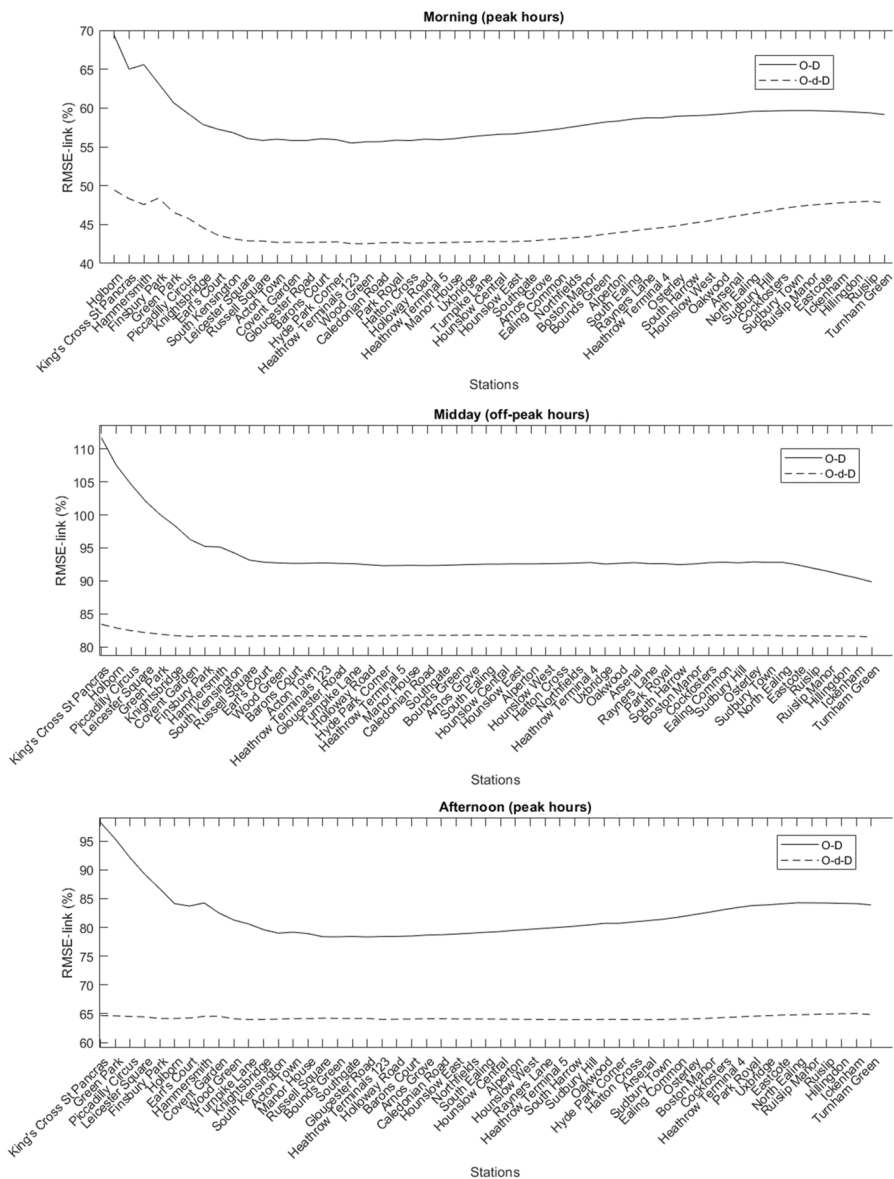 Morning (peak hours)
70
65
60
55
50
45
40
RMSE-link (%)
O-D
O-d-D
Holborn
King's Cross St Pancras
Hammersmith
Finsbury Park
Green Park
Piccadilly Circus
Knightsbridge
Earl's Court
South Kensington
Leicester Square
Russell Square
Acton Town
Covent Garden
Gloucester Road
Barons Court
Hyde Park Corner
Heathrow Terminals 123
Wood Green
Caledonian Road
Park Royal
Hatton Cross
Holloway Road
Heathrow Terminal 5
Manor House
Uxbridge
Turnpike Lane
Hounslow Central
Hounslow East
Southgate
Arnos Grove
Ealing Common
Northfields
Boston Manor
Bounds Green
Alperton
South Ealing
Rayners Lane
Heathrow Terminal 4
Osterley
South Harrow
Hounslow West
Oakwood
Arsenal
North Ealing
Sudbury Hill
Cockfosters
Sudbury Town
Ruislip Manor
Eastcote
Ickenham
Hillingdon
Ruislip
Turnham Green
Stations
Midday (off-peak hours)
110
105
100
95
90
85
80
RMSE-link (%)
O-D
O-d-D
King's Cross St Pancras
Holborn
Piccadilly Circus
Leicester Square
Green Park
Knightsbridge
Covent Garden
Finsbury Park
Hammersmith
South Kensington
Russell Square
Earl's Court
Wood Green
Barons Court
Acton Town
Heathrow Terminals 123
Gloucester Road
Turnpike Lane
Holloway Road
Hyde Park Corner
Heathrow Terminal 5
Manor House
Caledonian Road
Southgate
Bounds Green
Arnos Grove
South Ealing
Hounslow Central
Hounslow East
Alperton
Hounslow West
Hatton Cross
Northfields
Heathrow Terminal 4
Uxbridge
Oakwood
Arsenal
Rayners Lane
Park Royal
South Harrow
Boston Manor
Cockfosters
Ealing Common
Sudbury Hill
Osterley
Sudbury Town
North Ealing
Eastcote
Ruislip
Ruislip Manor
Hillingdon
Ickenham
Turnham Green
Stations
Afternoon (peak hours)
95
90
85
80
75
70
65
60
RMSE-link (%)
O-D
O-d-D
King's Cross St Pancras
Green Park
Piccadilly Circus
Leicester Square
Finsbury Park
Holborn
Earl's Court
Hammersmith
Covent Garden
Wood Green
Turnpike Lane
Knightsbridge
South Kensington
Acton Town
Manor House
Russell Square
Bounds Green
Southgate
Gloucester Road
Heathrow Terminals 123
Holloway Road
Barons Court
Arnos Grove
Caledonian Road
Hounslow East
Northfields
South Ealing
Hounslow Central
Alperton
Hounslow West
Rayners Lane
Heathrow Terminal 5
South Harrow
Sudbury Hill
Oakwood
Hyde Park Corner
Hatton Cross
Arsenal
Sudbury Town
Ealing Common
Osterley
Boston Manor
Cockfosters
Heathrow Terminal 4
Park Royal
Uxbridge
Eastcote
North Ealing
Ruislip Manor
Ruislip
Hillingdon
Ickenham
Turnham Green
Stations